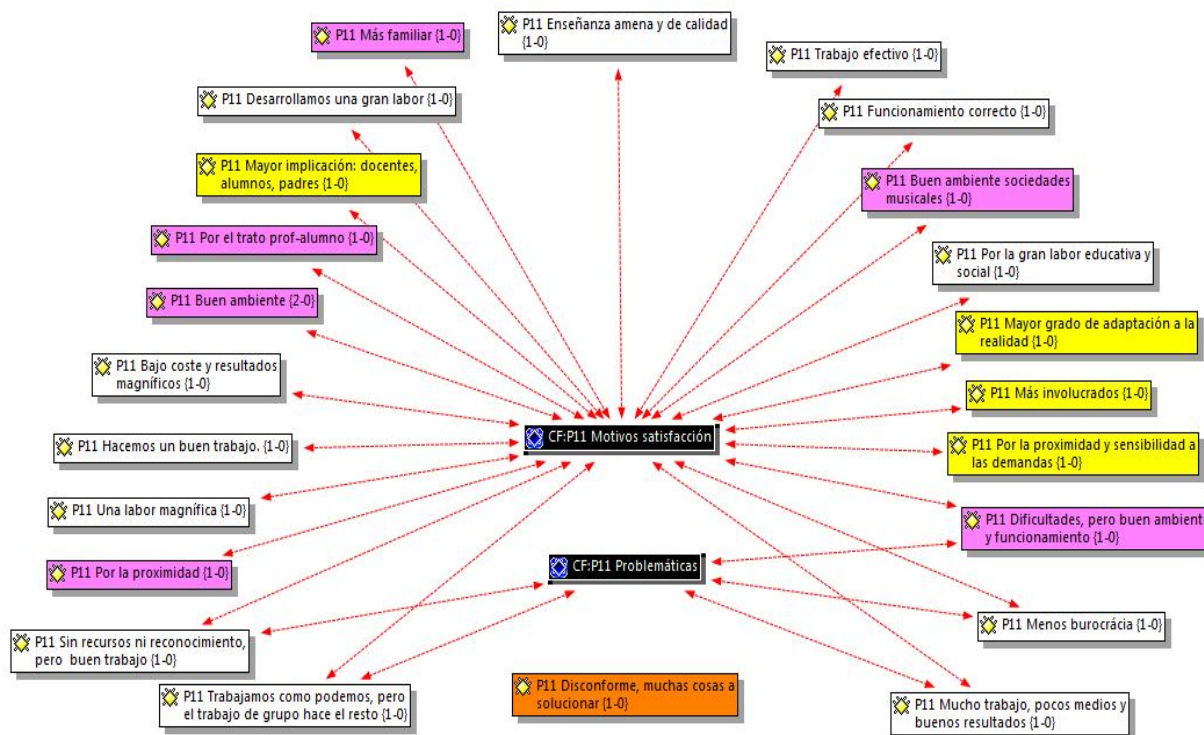 P11 Más familiar {1-0}
P11 Enseñanza amena y de calidad
{1-0}
P11 Trabajo efectivo {1-0}
P11 Desarrollamos una gran labor {1-0}
P11 Funcionamiento correcto {1-0}
P11 Mayor implicación: docentes,
alumnos, padres {1-0}
P11 Buen ambiente sociedades
musicales {1-0}
P11 Por el trato prof-alumno {1-0}
P11 Por la gran labor educativa y
social {1-0}
P11 Buen ambiente {2-0}
P11 Mayor grado de adaptación a la
realidad {1-0}
P11 Bajo coste y resultados
magníficos {1-0}
P11 Más involucrados {1-0}
CF:P11 Motivos satisfacción
P11 Hacemos un buen trabajo. {1-0}
P11 Por la proximidad y sensibilidad a
las demandas {1-0}
P11 Una labor magnífica {1-0}
P11 Dificultades, pero buen ambiente
y funcionamiento {1-0}
P11 Por la proximidad {1-0}
CF:P11 Problemáticas
P11 Menos burocrácia {1-0}
P11 Sin recursos ni reconocimiento,
pero buen trabajo {1-0}
P11 Trabajamos como podemos, pero
el trabajo de grupo hace el resto {1-0}
P11 Disconforme, muchas cosas a
solucionar {1-0}
P11 Mucho trabajo, pocos medios y
buenos resultados {1-0}